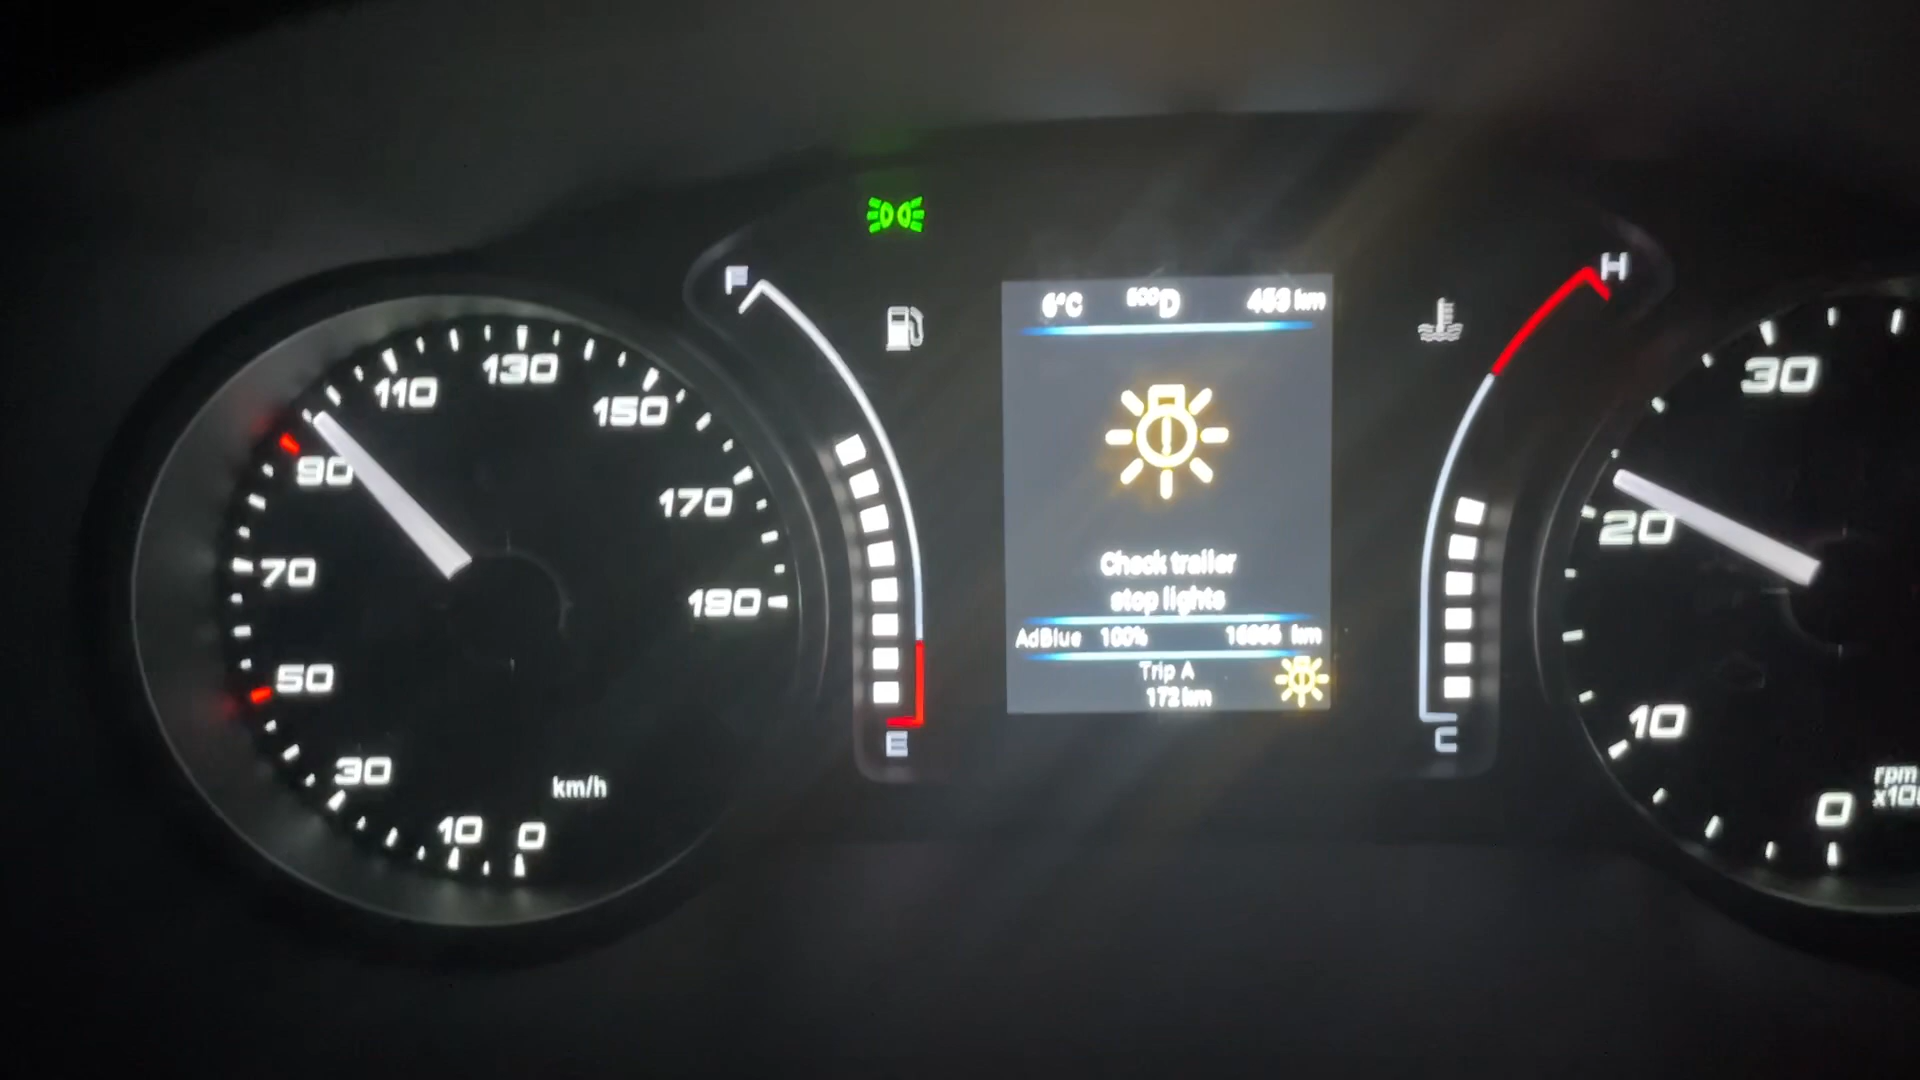 F
H
6°C
D
453 km
110
130
150
30
90
170
20
Check trailer
stop lights
70
190
AdBlue 100%
km
50
Trip A
172 km
10
E
C
30
km/h
rpm
10
0
0